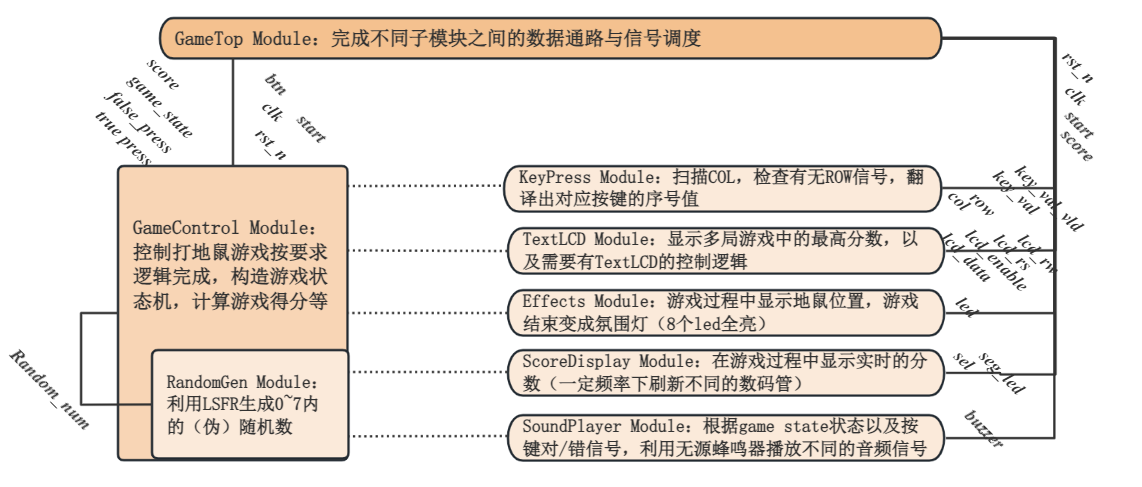 GameTop Module：完成不同子模块之间的数据通路与信号调度
score
game_state
false_press
true press
btn
clk
start
rst_n
rst_n
clk
start
score
GameControl Module：
控制打地鼠游戏按要求
逻辑完成，构造游戏状
态机，计算游戏得分等
Random_num
RandomGen Module：
利用LSFR生成0~7内
的（伪）随机数
KeyPress Module：扫描COL，检查有无ROW信号，翻
译出对应按键的序号值
key_val_vld
key_val
row
col
TextLCD Module：显示多局游戏中的最高分数，以
及需要有TextLCD的控制逻辑
lcd_rw
lcd_rs
lcd_enable
lcd_data
Effects Module：游戏过程中显示地鼠位置，游戏
结束变成氛围灯（8个led全亮）
led
ScoreDisplay Module：在游戏过程中显示实时的分
数（一定频率下刷新不同的数码管）
seg_led
sel
SoundPlayer Module：根据game state状态以及按
键对/错信号，利用无源蜂鸣器播放不同的音频信号
buzzer